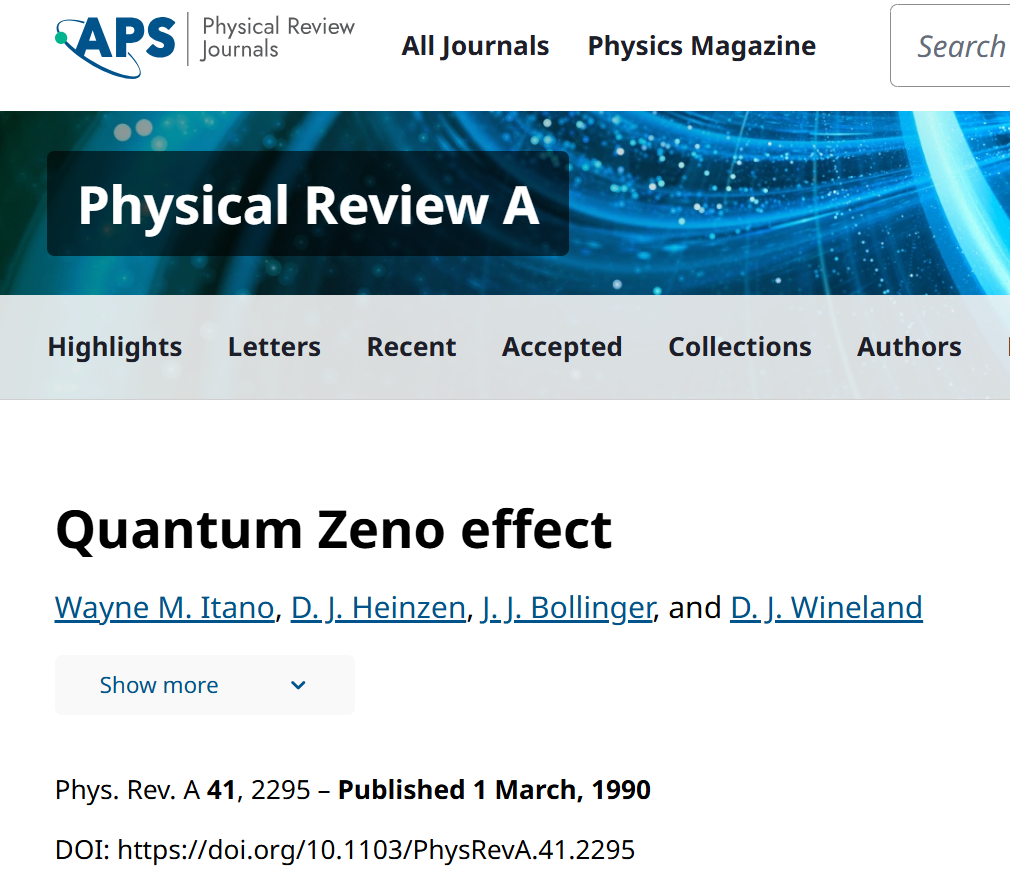 APS
Physical Review
Journals
All Journals
Physics Magazine
Search
Physical Review A
Highlights
Letters
Recent
Accepted
Collections
Authors
Quantum Zeno effect
Wayne M. Itano, D. J. Heinzen, J. J. Bollinger, and D. J. Wineland
Show more
Phys. Rev. A 41, 2295 – Published 1 March, 1990
DOI: https://doi.org/10.1103/PhysRevA.41.2295